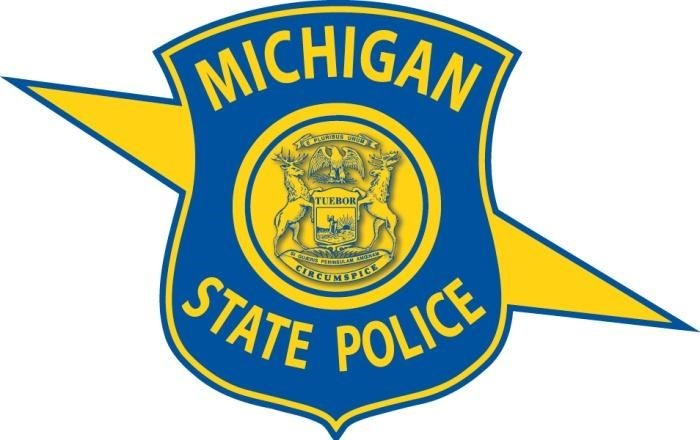 MICHIGAN
E PLURIBUS UNUM
TUEBOR
SI QUÆRIS PENINSULAM AMŒNAM
CIRCUMSPICE
STATE POLICE